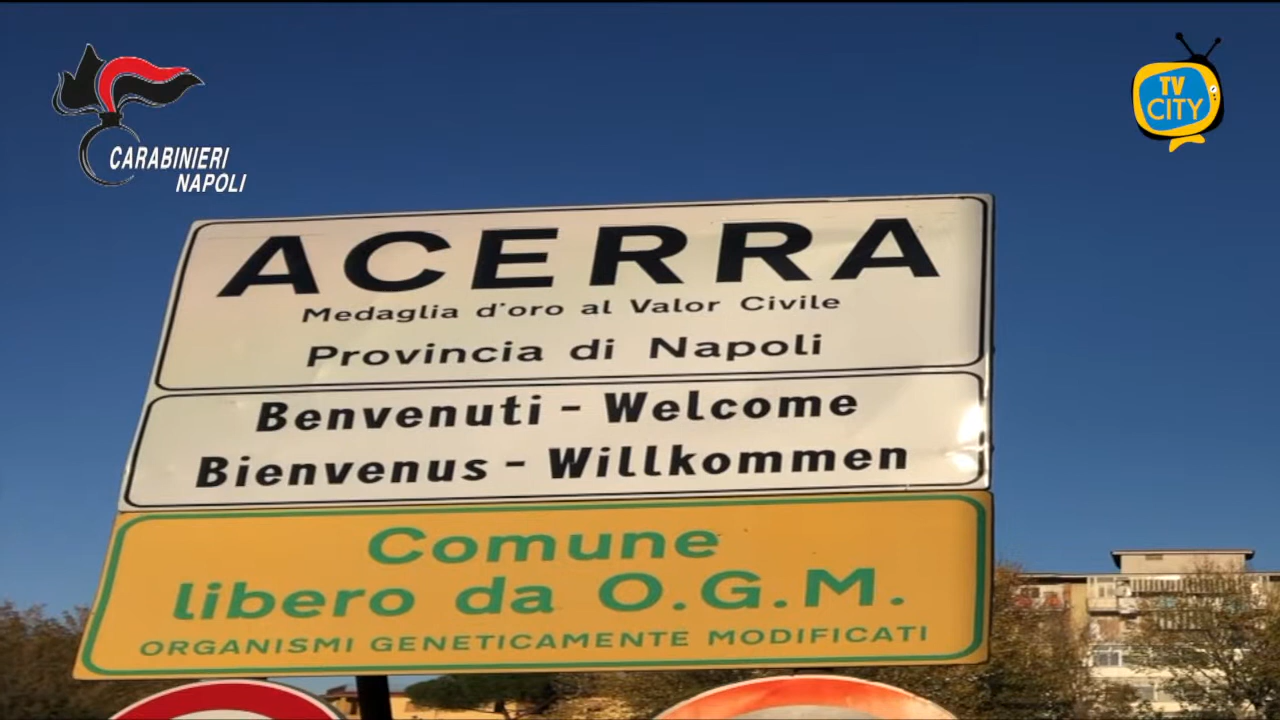 CARABINIERI
NAPOLI
TV
CITY
ACERRA
Medaglia d'oro al Valor Civile
Provincia di Napoli
Benvenuti - Welcome
Bienvenus - Willkommen
Comune
libero da O.G.M.
ORGANISMI GENETICAMENTE MODIFICATI